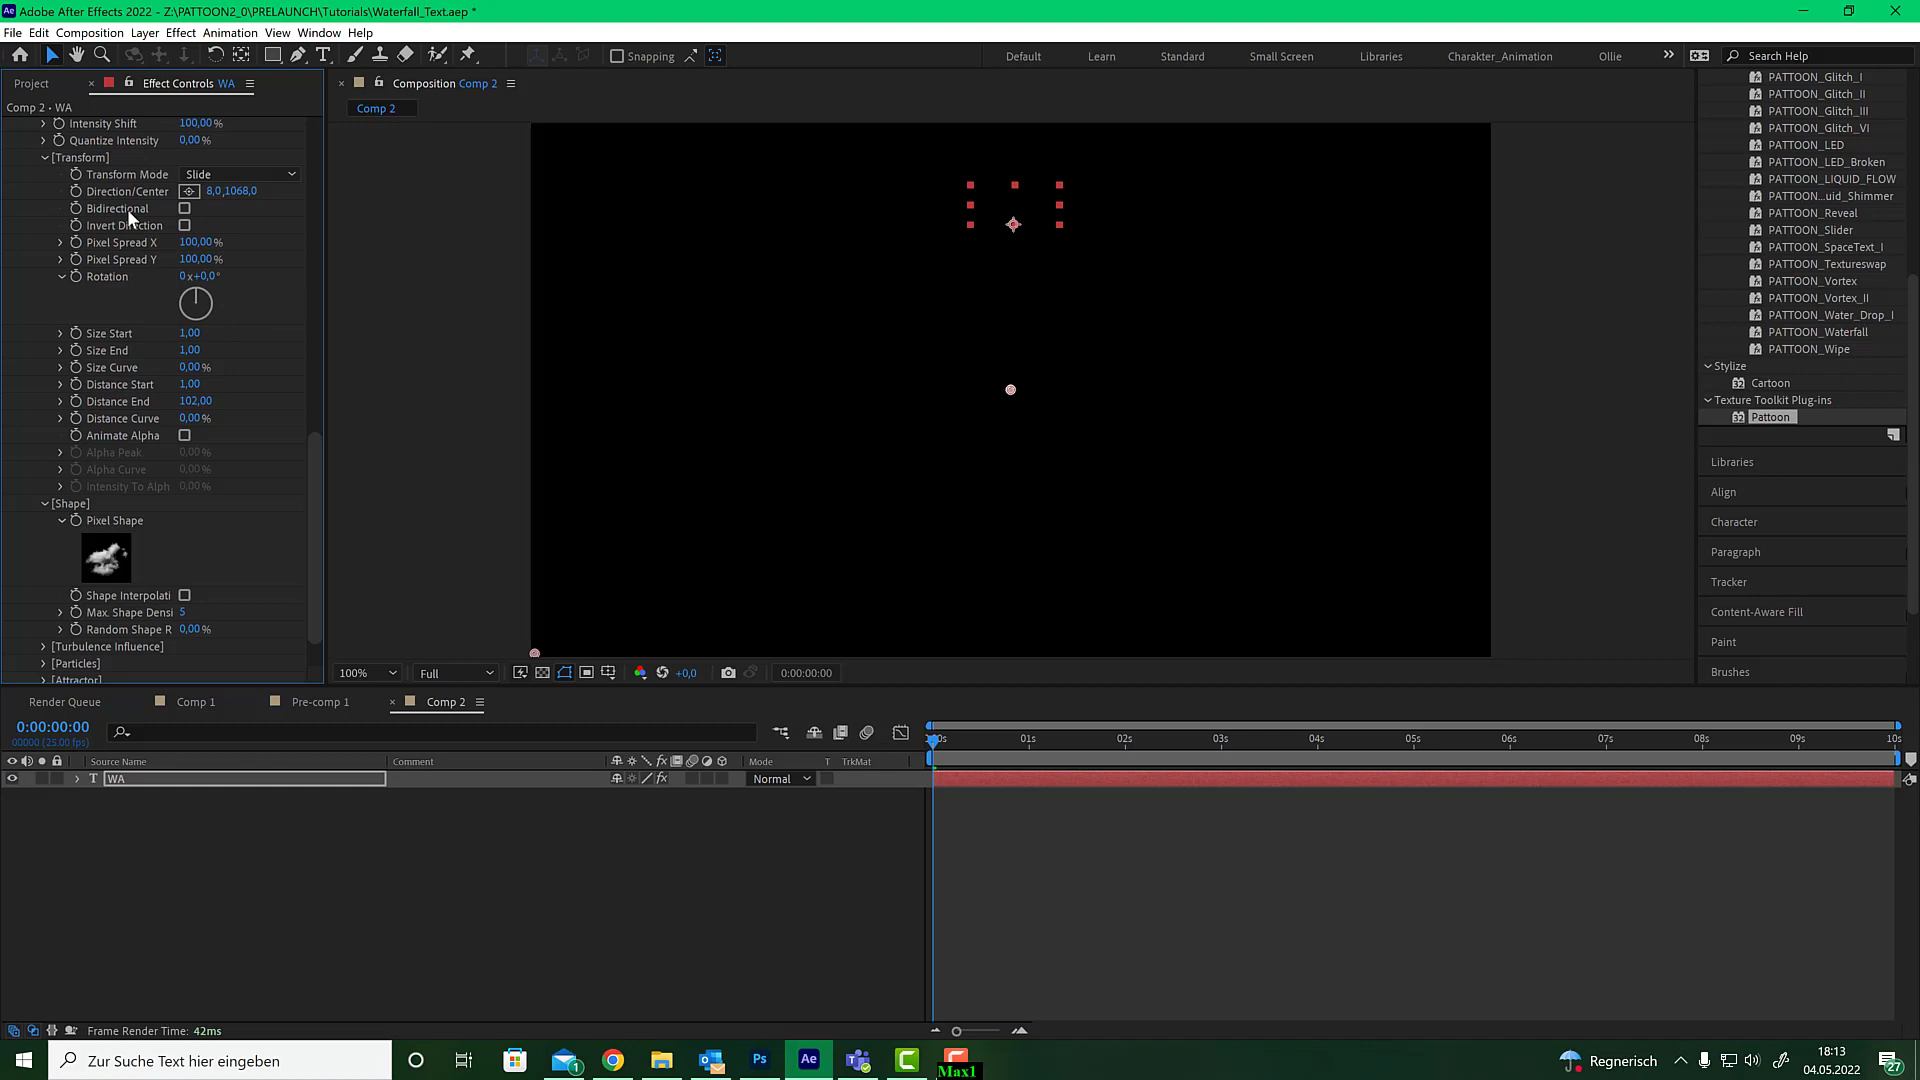 Adobe After Effects 2022 - Z:\PATTOON2_0\PRELAUNCH\Tutorials\Waterfall_Text.aep *
File Edit Composition Layer Effect Animation View Window Help
Snapping
Default Learn Standard Small Screen Libraries Charakter_Animation Ollie
Search Help
Project
Effect Controls WA
Comp 2 • WA
Intensity Shift 100,00 %
Quantize Intensity 0,00 %
[Transform]
Transform Mode Slide
Direction/Center 8,0,1068,0
Bidirectional
Invert Direction
Pixel Spread X 100,00 %
Pixel Spread Y 100,00 %
Rotation 0 x+0,0°
Size Start 1,00
Size End 1,00
Size Curve 0,00 %
Distance Start 1,00
Distance End 102,00
Distance Curve 0,00 %
Animate Alpha
Alpha Peak 0,00 %
Alpha Curve 0,00 %
Intensity To Alph 0,00 %
[Shape]
Pixel Shape
Shape Interpolati
Max. Shape Densi 5
Random Shape R 0,00 %
[Turbulence Influence]
[Particles]
[Attractor]
Composition Comp 2
Comp 2
100% Full +0,0 0:00:00:00
PATTOON_Glitch_I
PATTOON_Glitch_II
PATTOON_Glitch_III
PATTOON_Glitch_VI
PATTOON_LED
PATTOON_LED_Broken
PATTOON_LIQUID_FLOW
PATTOON...uid_Shimmer
PATTOON_Reveal
PATTOON_Slider
PATTOON_SpaceText_I
PATTOON_Textureswap
PATTOON_Vortex
PATTOON_Vortex_II
PATTOON_Water_Drop_I
PATTOON_Waterfall
PATTOON_Wipe
Stylize
32 Cartoon
Texture Toolkit Plug-ins
32 Pattoon
Libraries
Align
Character
Paragraph
Tracker
Content-Aware Fill
Paint
Brushes
Render Queue Comp 1 Pre-comp 1 Comp 2
0:00:00:00
00000 (25.00 fps)
01s 02s 03s 04s 05s 06s 07s 08s 09s 10s
Source Name Comment Mode T TrkMat
T WA Normal
Frame Render Time: 42ms
Zur Suche Text hier eingeben
1
Ps Ae
Max1
Regnerisch
18:13
04.05.2022
27